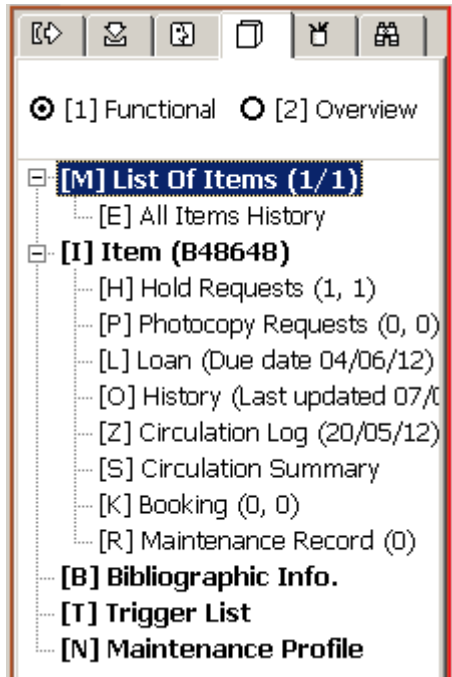 [1] Functional [2] Overview
[M] List Of Items (1/1)
[E] All Items History
[I] Item (B48648)
[H] Hold Requests (1, 1)
[P] Photocopy Requests (0, 0)
[L] Loan (Due date 04/06/12)
[O] History (Last updated 07/0
[Z] Circulation Log (20/05/12)
[S] Circulation Summary
[K] Booking (0, 0)
[R] Maintenance Record (0)
[B] Bibliographic Info.
[T] Trigger List
[N] Maintenance Profile